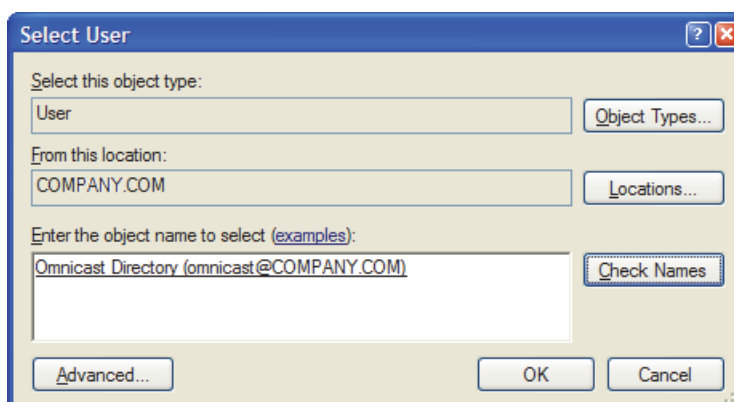 Select User
Select this object type:
User
Object Types...
From this location:
COMPANY.COM
Locations...
Enter the object name to select (examples):
Omnicast Directory (omnicast@COMPANY.COM)
Check Names
Advanced...
OK
Cancel